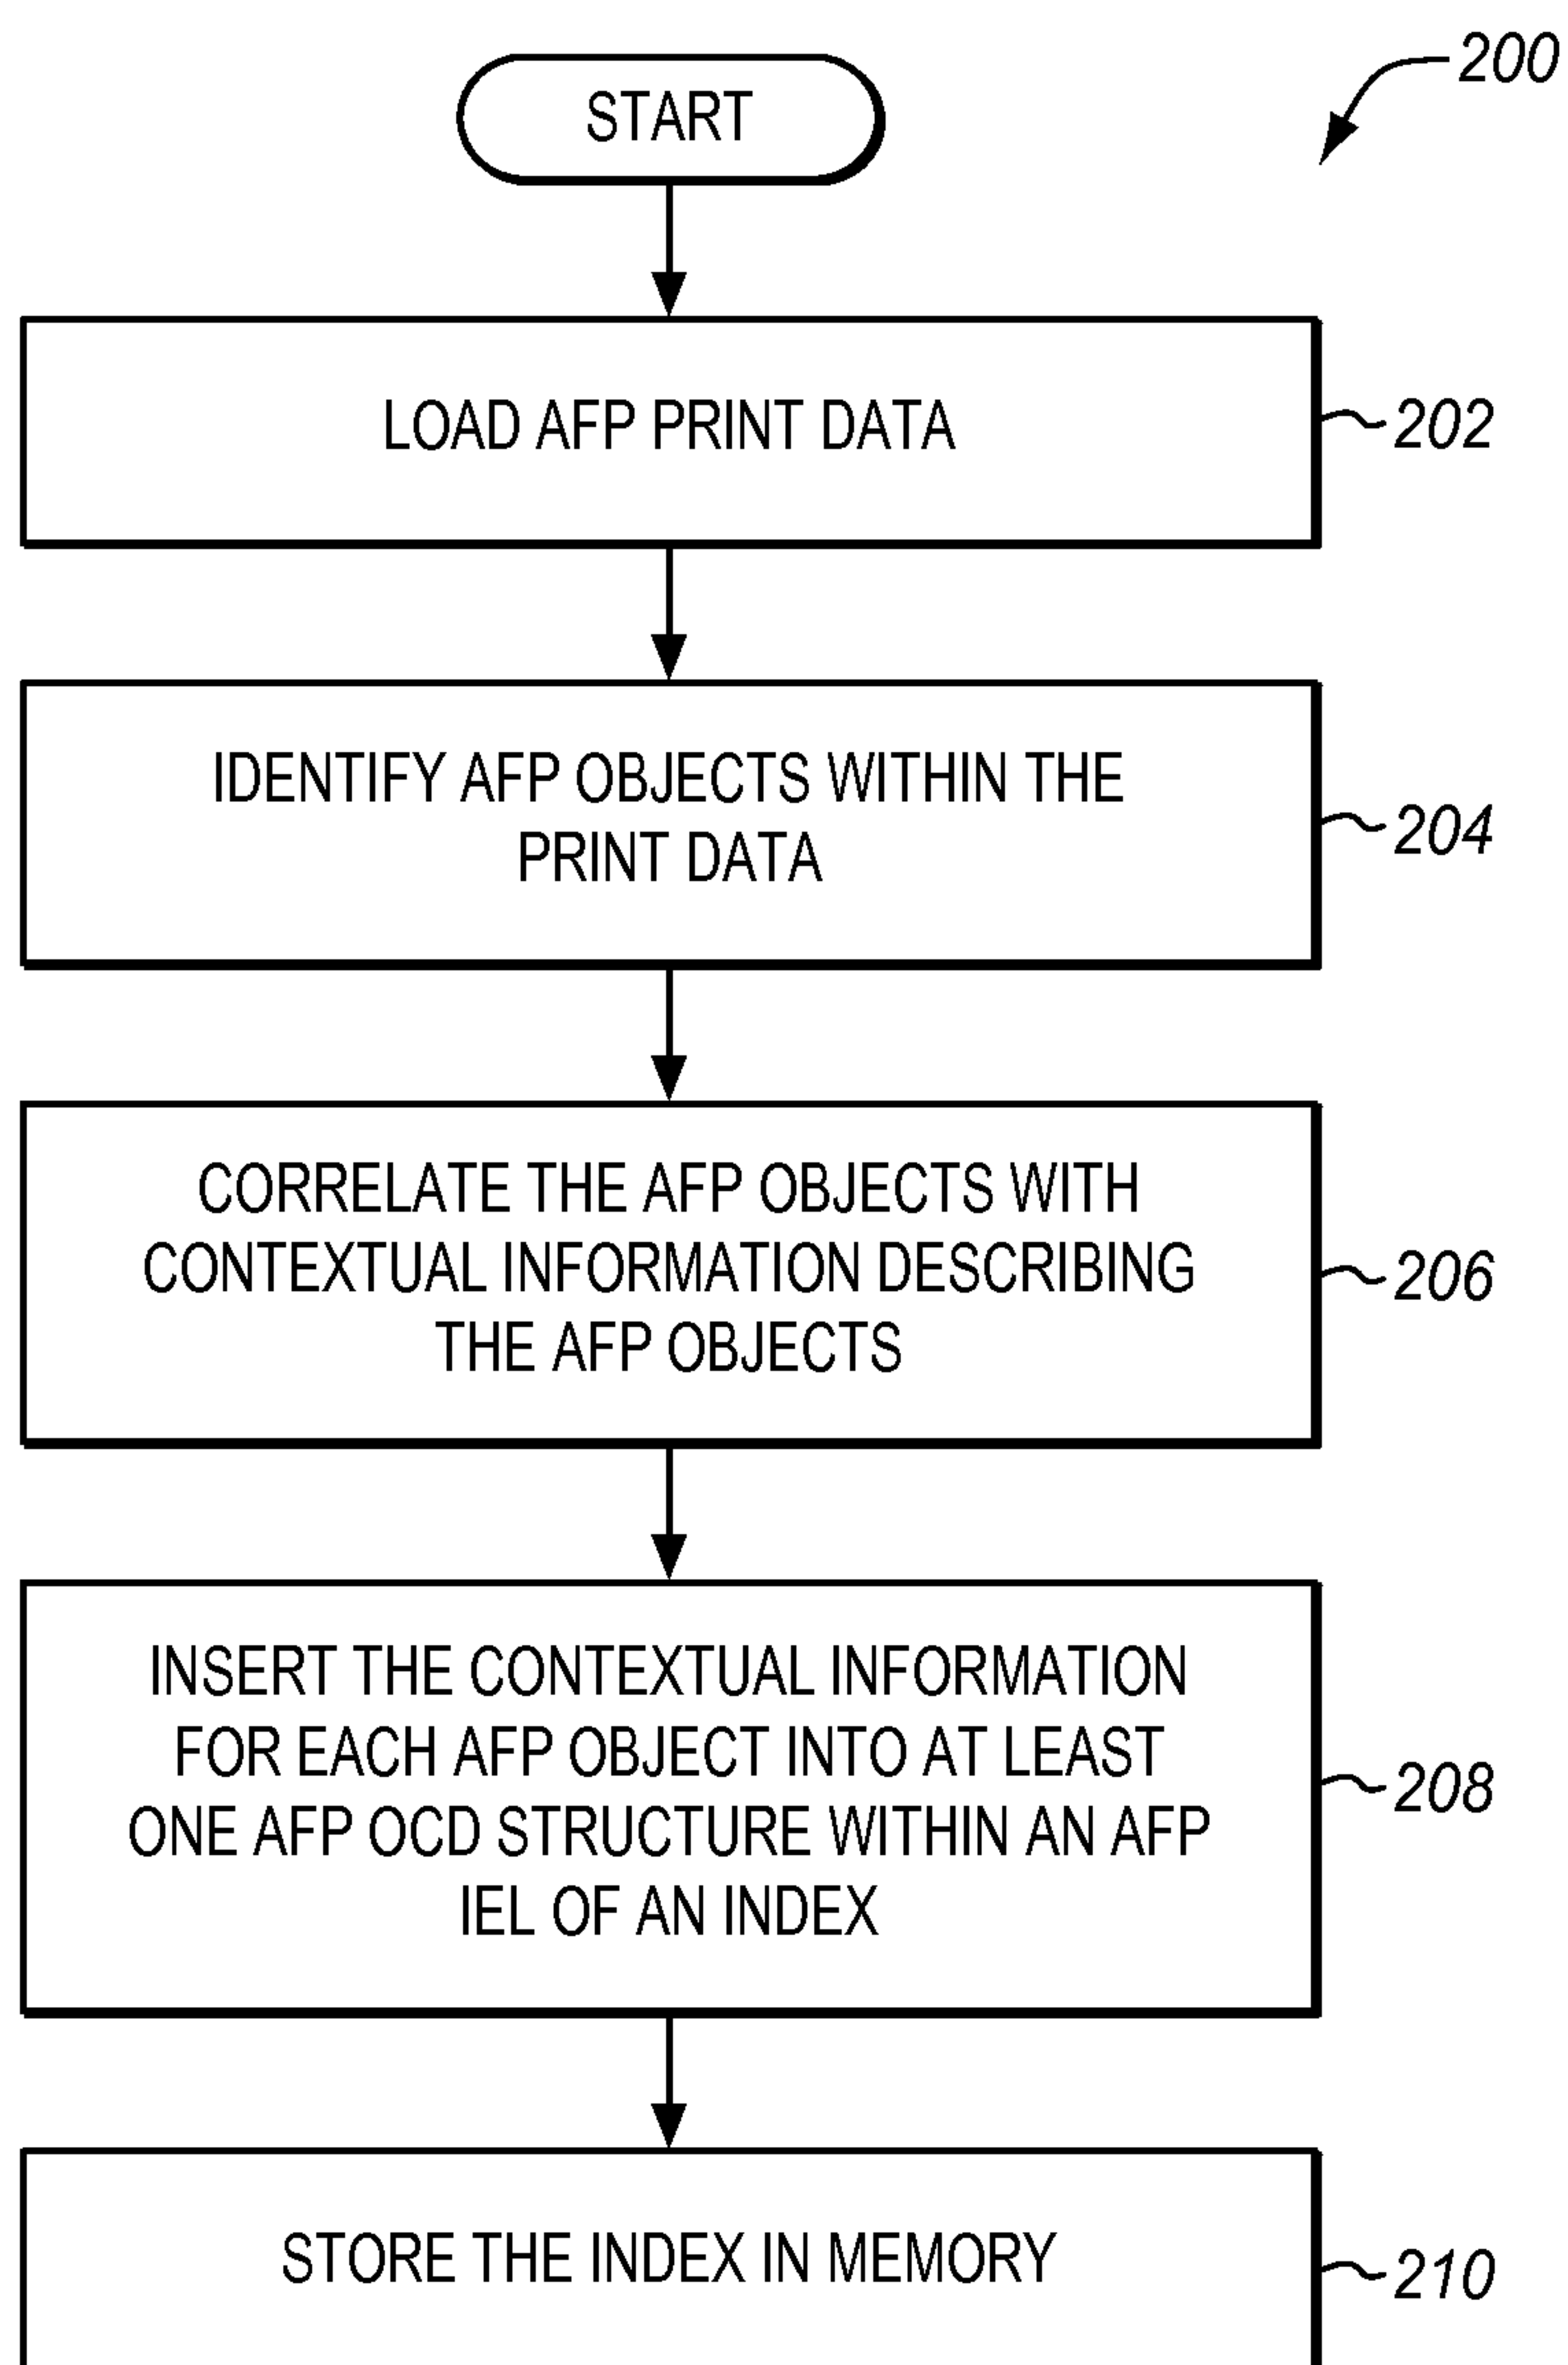 200
START
LOAD AFP PRINT DATA
202
IDENTIFY AFP OBJECTS WITHIN THE
PRINT DATA
204
CORRELATE THE AFP OBJECTS WITH
CONTEXTUAL INFORMATION DESCRIBING
THE AFP OBJECTS
206
INSERT THE CONTEXTUAL INFORMATION
FOR EACH AFP OBJECT INTO AT LEAST
ONE AFP OCD STRUCTURE WITHIN AN AFP
IEL OF AN INDEX
208
STORE THE INDEX IN MEMORY
210